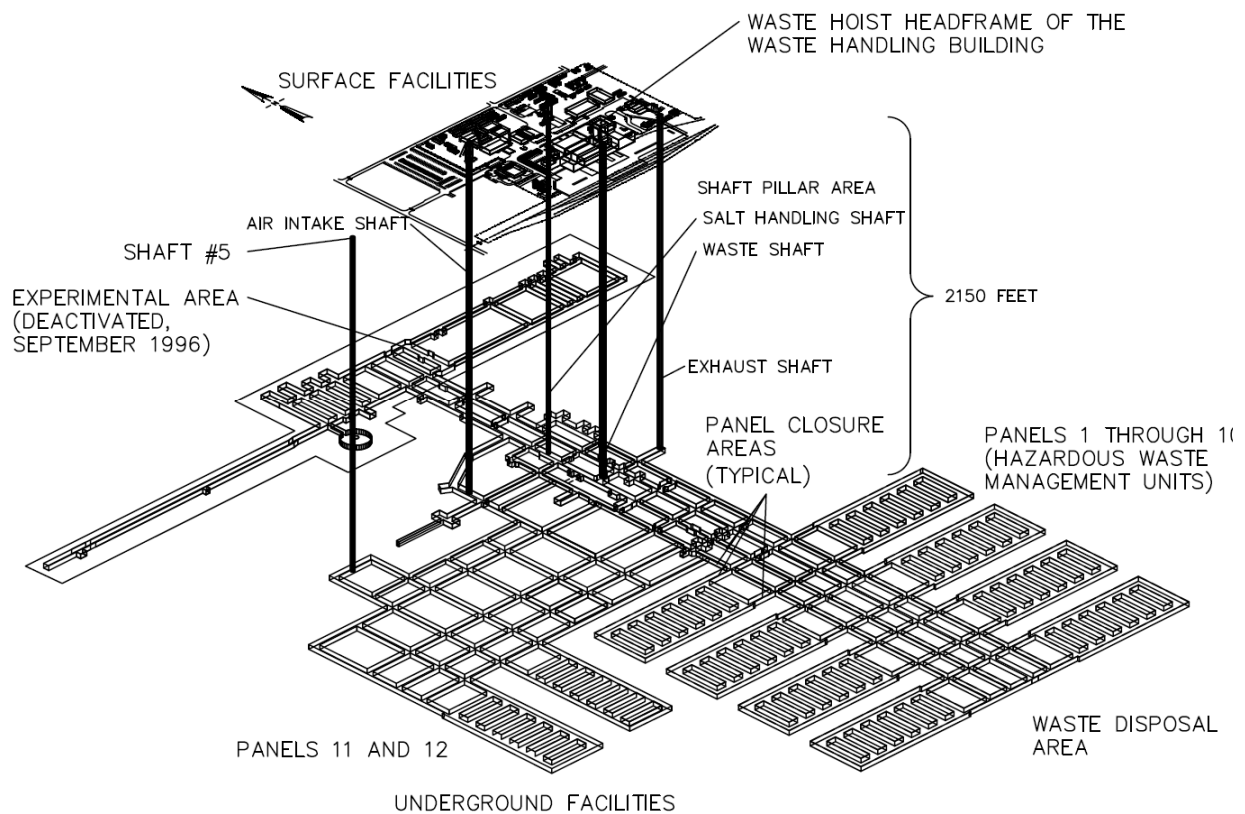 WASTE HOIST HEADFRAME OF THE
WASTE HANDLING BUILDING
SURFACE FACILITIES
SHAFT PILLAR AREA
AIR INTAKE SHAFT
SALT HANDLING SHAFT
SHAFT #5
WASTE SHAFT
EXPERIMENTAL AREA
(DEACTIVATED,
SEPTEMBER 1996)
2150 FEET
EXHAUST SHAFT
PANEL CLOSURE
AREAS
(TYPICAL)
PANELS 1 THROUGH 10
(HAZARDOUS WASTE
MANAGEMENT UNITS)
WASTE DISPOSAL
AREA
PANELS 11 AND 12
UNDERGROUND FACILITIES